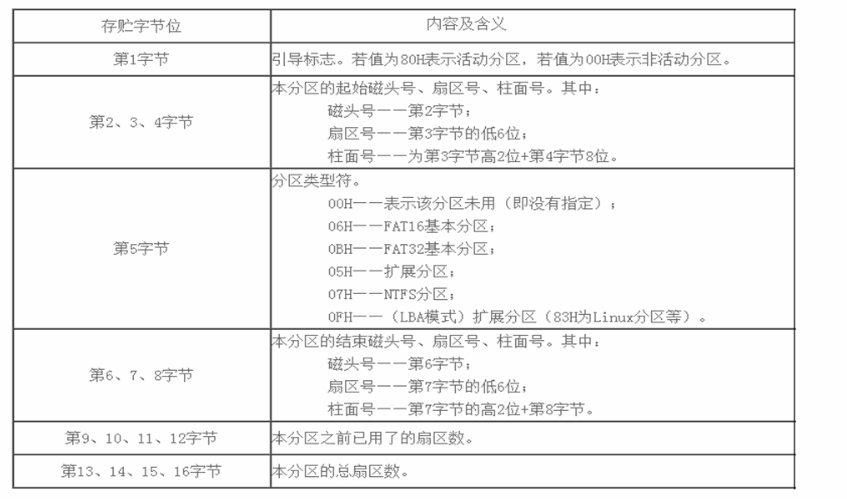 存贮字节位 内容及含义
第1字节 引导标志。若值为80H表示活动分区，若值为00H表示非活动分区。
本分区的起始磁头号、扇区号、柱面号。其中：
磁头号——第2字节；
第2、3、4字节
扇区号——第3字节的低6位；
柱面号——为第3字节高2位+第4字节8位。
分区类型符。
00H——表示该分区未用（即没有指定）；
06H——FAT16基本分区；
第5字节 0BH——FAT32基本分区；
05H——扩展分区；
07H——NTFS分区；
0FH——（LBA模式）扩展分区（83H为Linux分区等）。
本分区的结束磁头号、扇区号、柱面号。其中：
磁头号——第6字节；
第6、7、8字节
扇区号——第7字节的低6位；
柱面号——第7字节的高2位+第8字节。
第9、10、11、12字节 本分区之前已用了的扇区数。
第13、14、15、16字节 本分区的总扇区数。